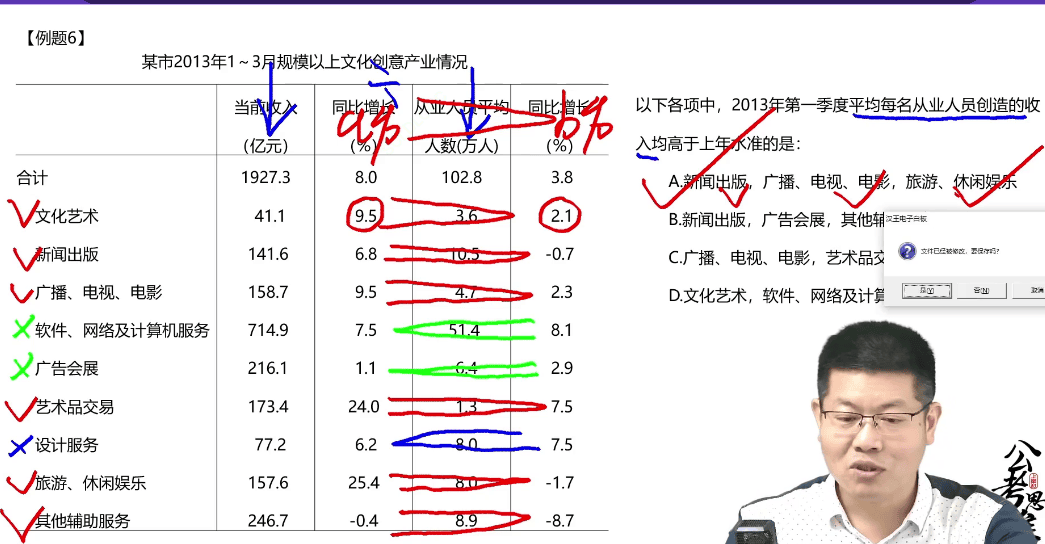 【例题6】
某市2013年1～3月规模以上文化创意产业情况
当前收入 同比增长 从业人员平均 同比增长
(亿元) (%) 人数(万人) (%)
a% b%
合计 1927.3 8.0 102.8 3.8
文化艺术 41.1 9.5 3.6 2.1
新闻出版 141.6 6.8 10.5 -0.7
广播、电视、电影 158.7 9.5 4.7 2.3
软件、网络及计算机服务 714.9 7.5 51.4 8.1
广告会展 216.1 1.1 6.4 2.9
艺术品交易 173.4 24.0 1.3 7.5
设计服务 77.2 6.2 8.0 7.5
旅游、休闲娱乐 157.6 25.4 8.0 -1.7
其他辅助服务 246.7 -0.4 8.9 -8.7
以下各项中，2013年第一季度平均每名从业人员创造的收
入均高于上年水准的是：
A.新闻出版，广播、电视、电影，旅游、休闲娱乐
B.新闻出版，广告会展，其他辅
C.广播、电视、电影，艺术品交
D.文化艺术，软件、网络及计算
汉王电子白板
文件已经被修改，要保存吗？
是(Y) 否(N) 取消
公考
思